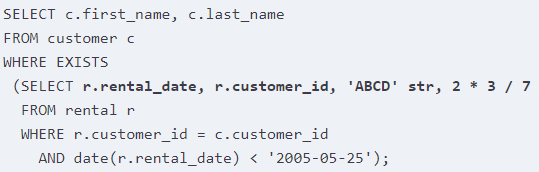 SELECT c.first_name, c.last_name
FROM customer c
WHERE EXISTS
(SELECT r.rental_date, r.customer_id, 'ABCD' str, 2 * 3 / 7
FROM rental r
WHERE r.customer_id = c.customer_id
AND date(r.rental_date) < '2005-05-25');